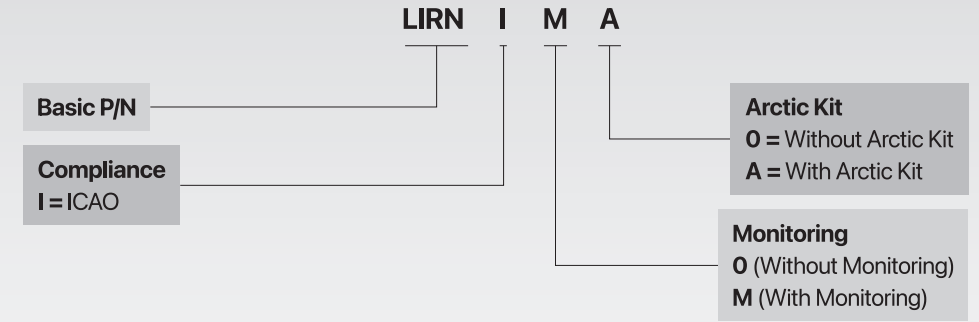 LIRN I M A
Basic P/N
Compliance
I = ICAO
Arctic Kit
0 = Without Arctic Kit
A = With Arctic Kit
Monitoring
0 (Without Monitoring)
M (With Monitoring)